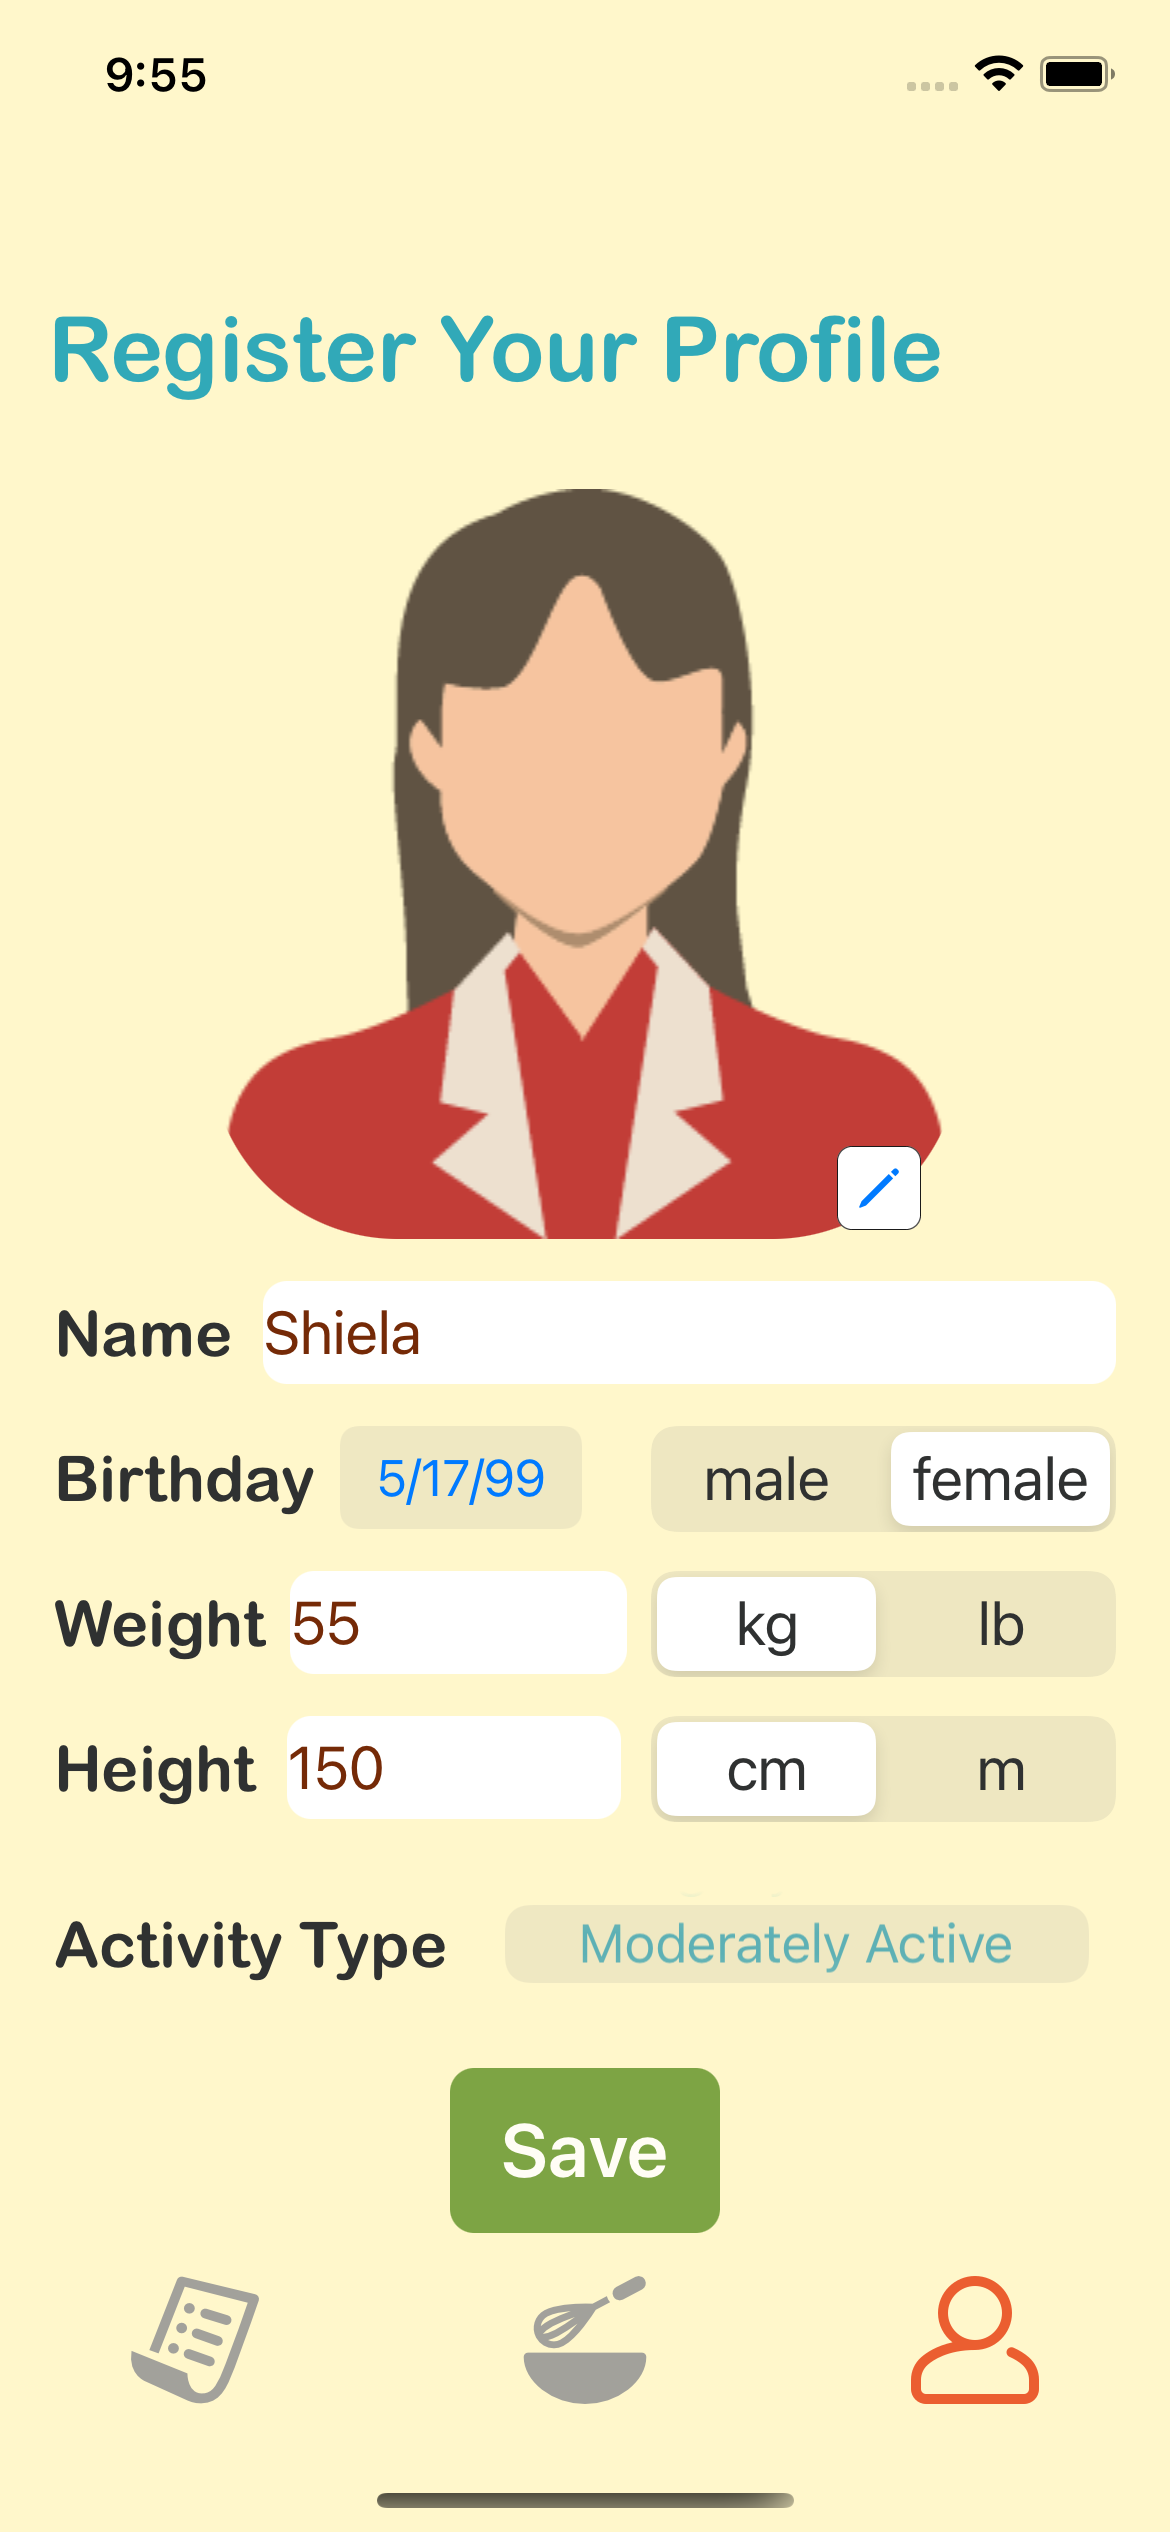 9:55
Register Your Profile
Name Shiela
Birthday 5/17/99 male female
Weight 55 kg lb
Height 150 cm m
Activity Type Moderately Active
Save